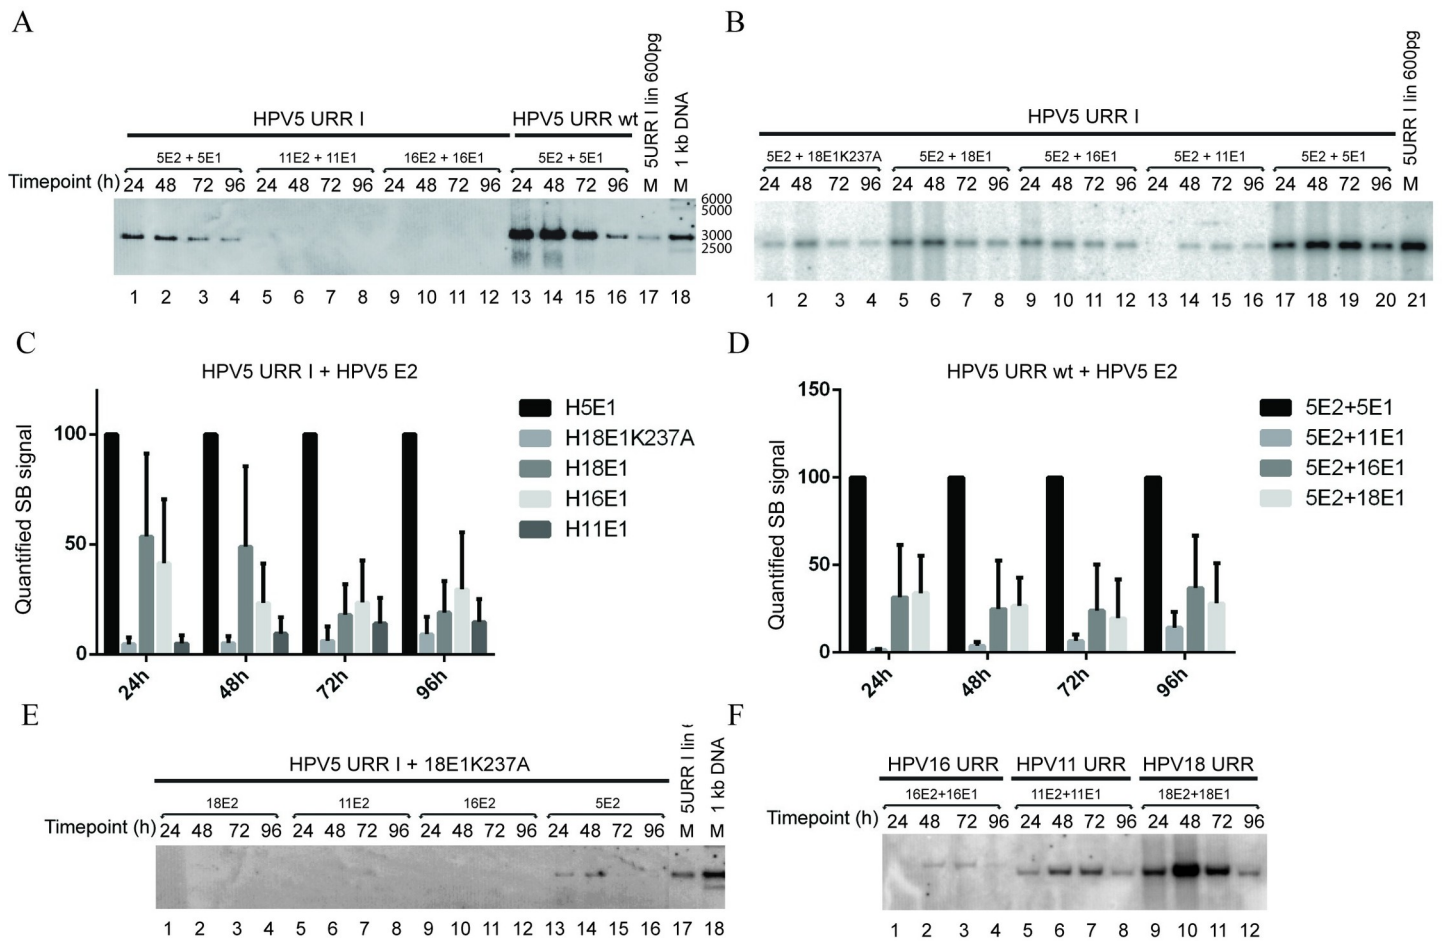 A
HPV5 URR I
HPV5 URR wt
5E2 + 5E1
11E2 + 11E1
16E2 + 16E1
5E2 + 5E1
5URR I lin 600pg
1 kb DNA
Timepoint (h) 24 48 72 96 24 48 72 96 24 48 72 96 24 48 72 96 M M
6000
5000
3000
2500
1 2 3 4 5 6 7 8 9 10 11 12 13 14 15 16 17 18
B
HPV5 URR I
5E2 + 18E1K237A
5E2 + 18E1
5E2 + 16E1
5E2 + 11E1
5E2 + 5E1
5URR I lin 600pg
24 48 72 96 24 48 72 96 24 48 72 96 24 48 72 96 24 48 72 96 M
1 2 3 4 5 6 7 8 9 10 11 12 13 14 15 16 17 18 19 20 21
C
HPV5 URR I + HPV5 E2
Quantified SB signal
100
50
0
24h 48h 72h 96h
H5E1
H18E1K237A
H18E1
H16E1
H11E1
D
HPV5 URR wt + HPV5 E2
Quantified SB signal
150
100
50
0
24h 48h 72h 96h
5E2+5E1
5E2+11E1
5E2+16E1
5E2+18E1
E
HPV5 URR I + 18E1K237A
18E2
11E2
16E2
5E2
5URR I lin
1 kb DNA
Timepoint (h) 24 48 72 96 24 48 72 96 24 48 72 96 24 48 72 96 M M
1 2 3 4 5 6 7 8 9 10 11 12 13 14 15 16 17 18
F
HPV16 URR
HPV11 URR
HPV18 URR
16E2+16E1
11E2+11E1
18E2+18E1
Timepoint (h) 24 48 72 96 24 48 72 96 24 48 72 96
1 2 3 4 5 6 7 8 9 10 11 12